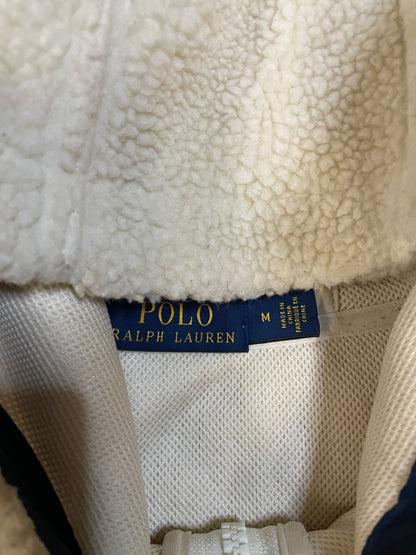 POLO
RALPH LAUREN
M
MADE IN
CHINA
FABRIQUÉ EN
CHINE